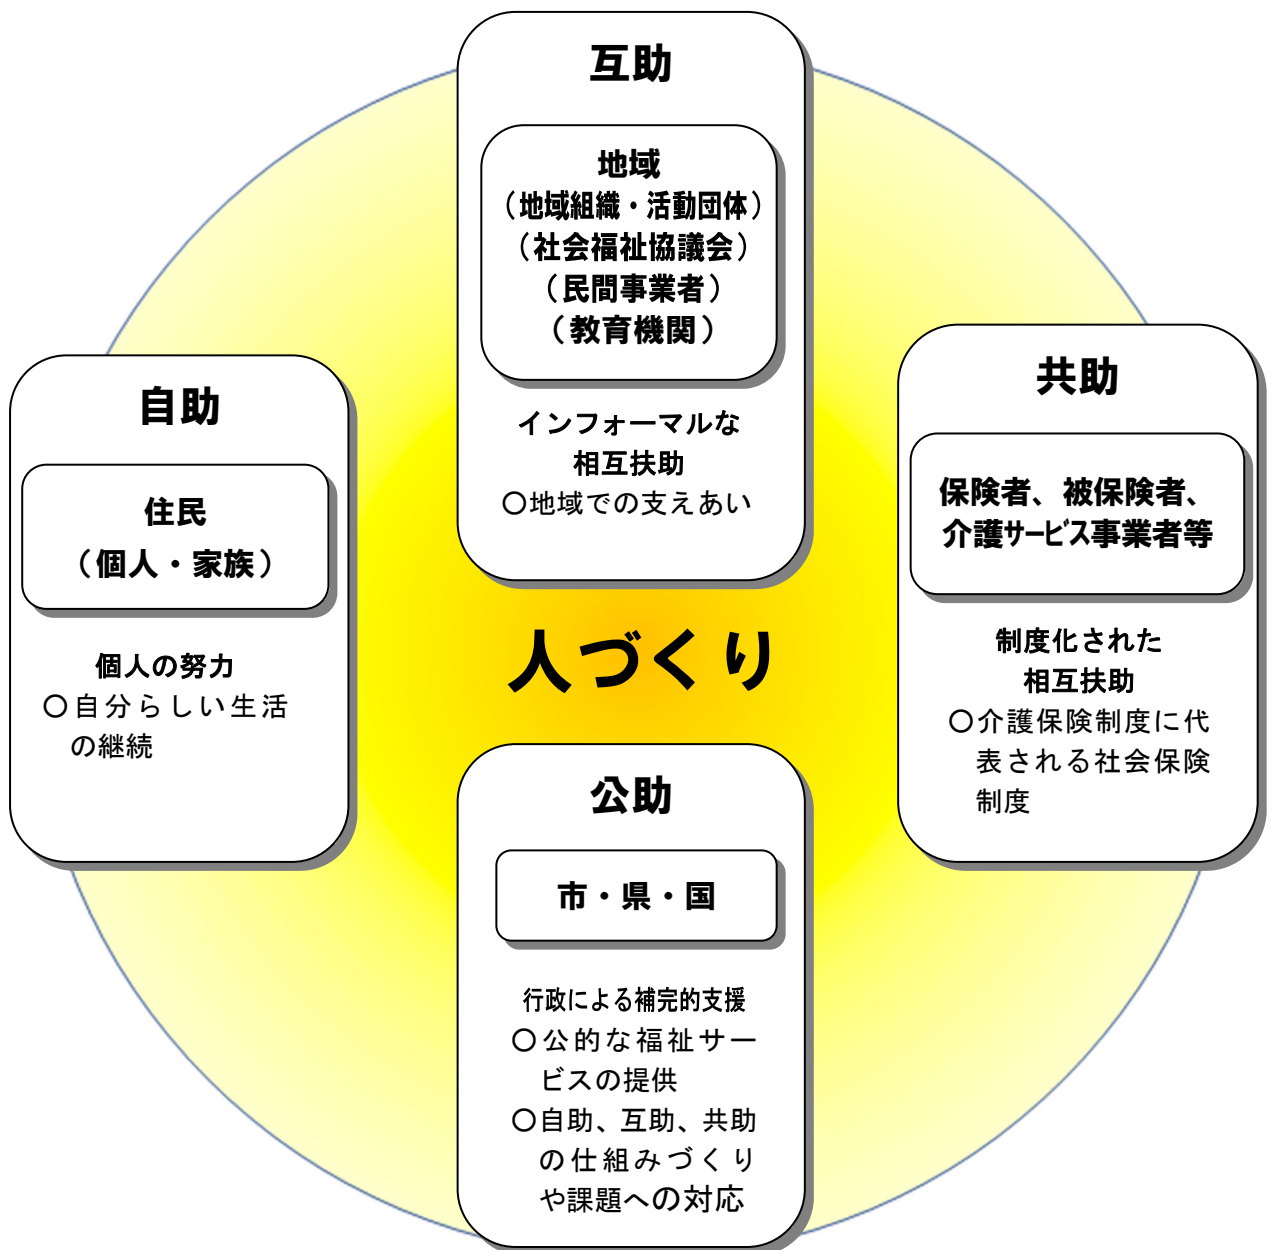 互助
地域
（地域組織・活動団体）
（社会福祉協議会）
（民間事業者）
（教育機関）
インフォーマルな
相互扶助
○地域での支えあい
自助
住民
（個人・家族）
個人の努力
○自分らしい生活
の継続
共助
保険者、被保険者、
介護サービス事業者等
制度化された
相互扶助
○介護保険制度に代
表される社会保険
制度
人づくり
公助
市・県・国
行政による補完的支援
○公的な福祉サー
ビスの提供
○自助、互助、共助
の仕組みづくり
や課題への対応